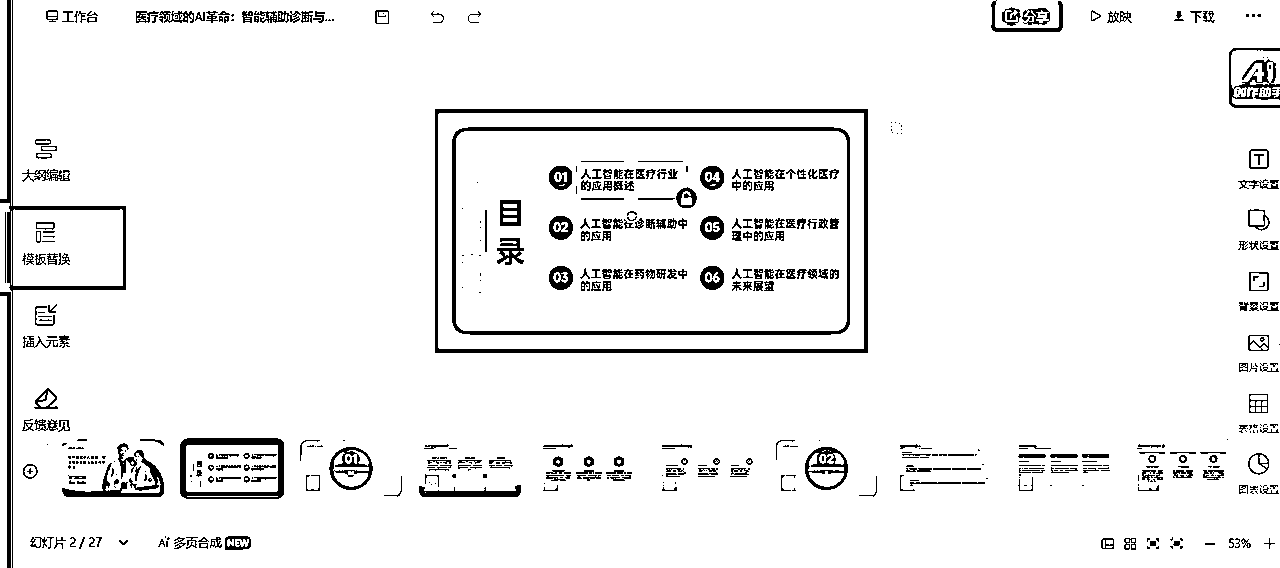 工作台
医疗领域的AI革命：智能辅助诊断与...
分享
放映
下载
Ai
创作助手
大纲编辑
模板替换
插入元素
反馈意见
目录
01 人工智能在医疗行业
的应用概述
02 人工智能在诊断辅助中
的应用
03 人工智能在药物研发中
的应用
04 人工智能在个性化医疗
中的应用
05 人工智能在医疗行政管
理中的应用
06 人工智能在医疗领域的
未来展望
文字设置
形状设置
背景设置
图片设置
表格设置
图表设置
01
02
幻灯片 2 / 27
Ai 多页合成 NEW
53%